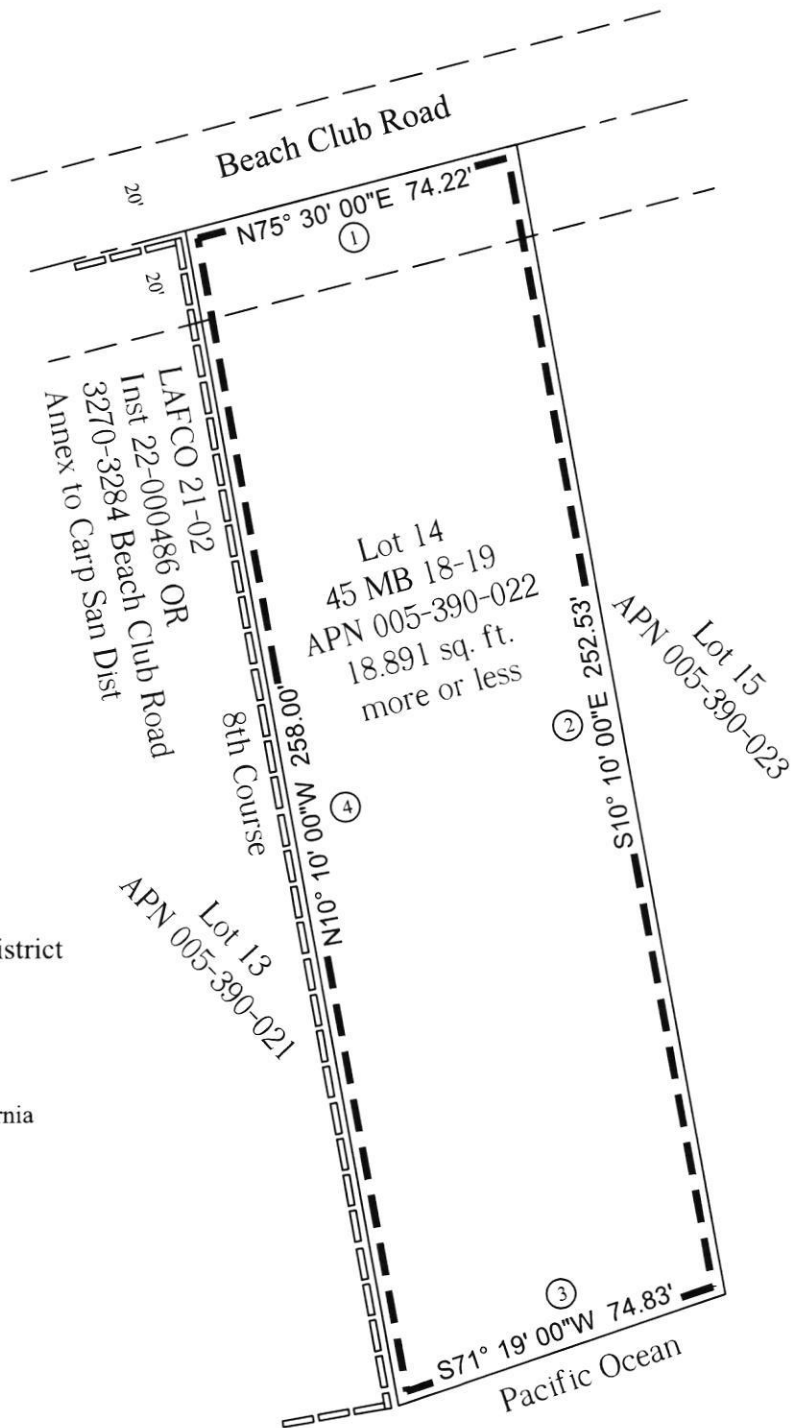 Beach Club Road
20'
20'
N75° 30' 00"E 74.22'
1
LAFCO 21-02
Inst 22-000486 OR
3270-3284 Beach Club Road
Annex to Carp San Dist
Lot 14
45 MB 18-19
APN 005-390-022
18.891 sq. ft.
more or less
Lot 15
APN 005-390-023
2
S10° 10' 00"E 252.53'
8th Course
N10° 10' 00"W 258.00'
4
Lot 13
APN 005-390-021
istrict
rnia
3
S71° 19' 00"W 74.83'
Pacific Ocean